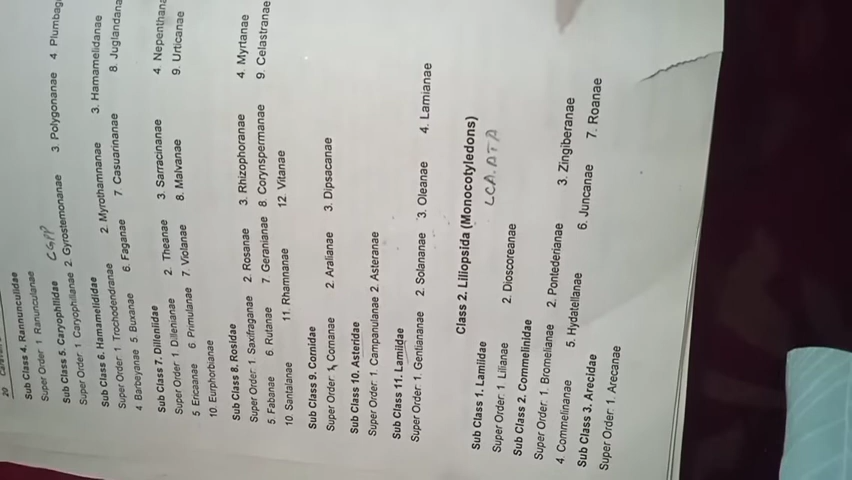 20
Sub Class 4. Rannunculidae
Super Order: 1 Ranunculanae
Sub Class 5. Caryophilidae CGPP
Super Order: 1 Caryophillanae 2. Gyrostemonanae 3. Polygonanae 4. Plumbag
Sub Class 6. Hamamelididae
Super Order: 1 Trochodendranae 2. Myrothamnanae 3. Hamamelidanae
4. Barbeyanae 5. Buxanae 6. Faganae 7 Casuarinanae 8. Juglandana
Sub Class 7. Dilleniidae
Super Order: 1 Dillenianae 2. Theanae 3. Sarracinanae 4. Nepenthana
5 Ericaanae 6. Primulanae 7. Violanae 8. Malvanae 9. Urticanae
10. Eurphorbianae
Sub Class 8. Rosidae
Super Order: 1. Saxifraganae 2. Rosanae 3. Rhizophoranae 4. Myrtanae
5. Fabanae 6. Rutanae 7 Geranianae 8. Corynspermanae 9. Celastranae
10. Santalanae 11. Rhamnanae 12. Vitanae
Sub Class 9. Cornidae
Super Order: 1, Cornanae 2. Aralianae 3. Dipsacanae
Sub Class 10. Asteridae
Super Order: 1. Campanulanae 2. Asteranae
Sub Class 11. Lamiidae
Super Order: 1. Gentiananae 2. Solananae 3. Oleanae 4. Lamianae
Class 2, Liliopsida (Monocotyledons)
Sub Class 1. Lamilidae LCA.ATA
Super Order: 1. Lilianae 2. Dioscoreanae
Sub Class 2. Commelinidae
Super Order: 1. Bromelianae 2. Pontederianae 3. Zingiberanae
4. Commelinanae 5. Hydatellanae 6. Juncanae 7. Roanae
Sub Class 3. Arecidae
Super Order: 1. Arecanae